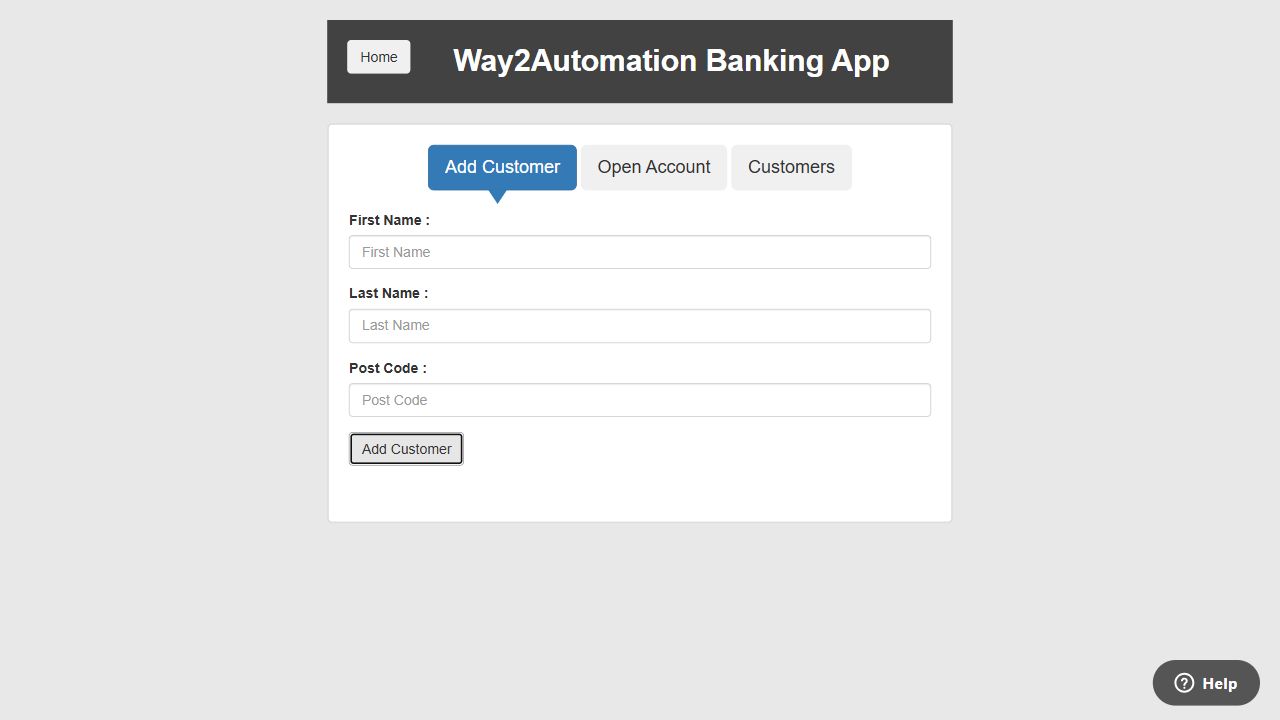 Home
Way2Automation Banking App
Add Customer
Open Account
Customers
First Name :
First Name
Last Name :
Last Name
Post Code :
Post Code
Add Customer
Help